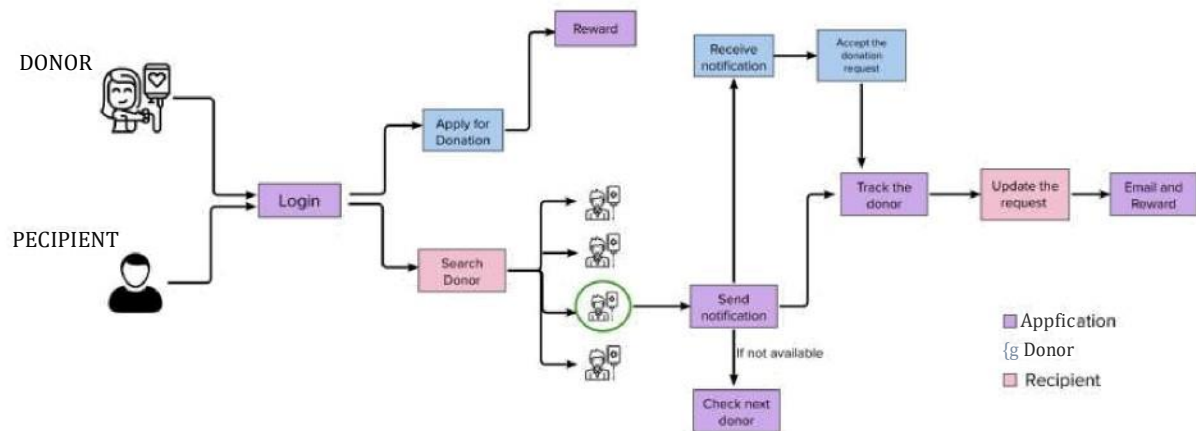 DONOR
PECIPIENT
Login
Reward
Apply for
Donation
Search
Donor
Receive
notification
Accept the
donation
request
Send
notification
If not available
Check next
donor
Track the
donor
Update the
request
Email and
Reward
Appfication
{g Donor
Recipient